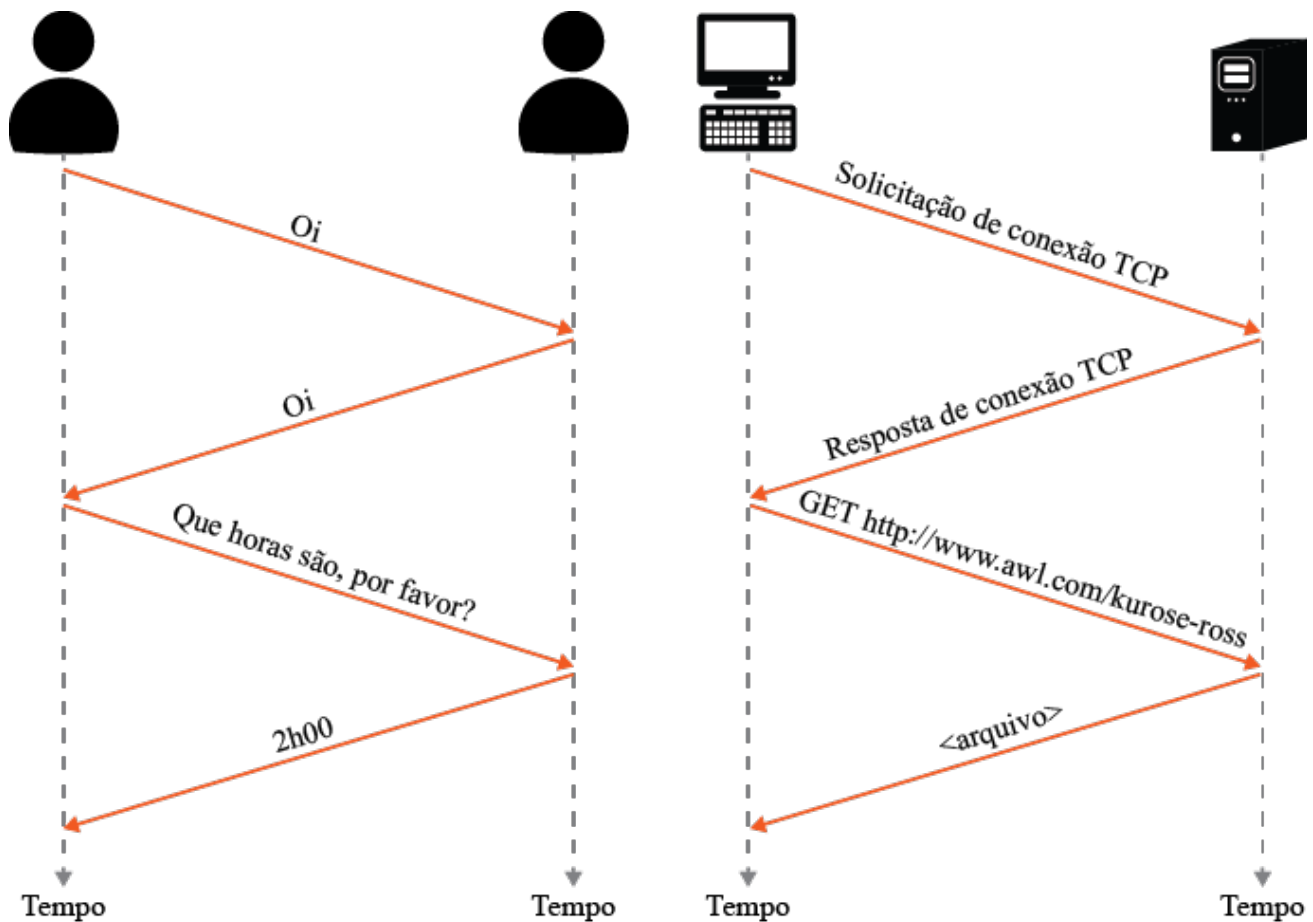 Oi
Oi
Que horas são, por favor?
2h00
Tempo
Tempo
Solicitação de conexão TCP
Resposta de conexão TCP
GET http://www.awl.com/kurose-ross
<arquivo>
Tempo
Tempo